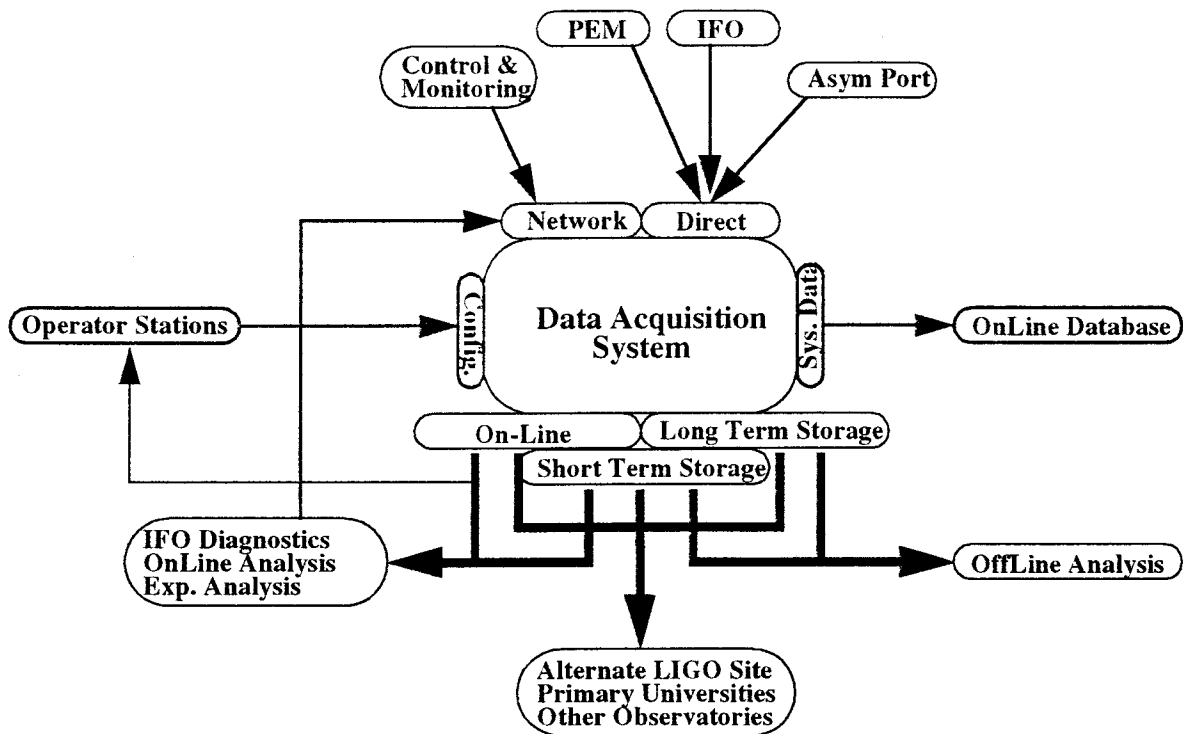 PEM
IFO
Control &
Monitoring
Asym Port
Network
Direct
Operator Stations
Config.
Data Acquisition
System
Sys. Data
OnLine Database
On-Line
Long Term Storage
Short Term Storage
IFO Diagnostics
OnLine Analysis
Exp. Analysis
OffLine Analysis
Alternate LIGO Site
Primary Universities
Other Observatories